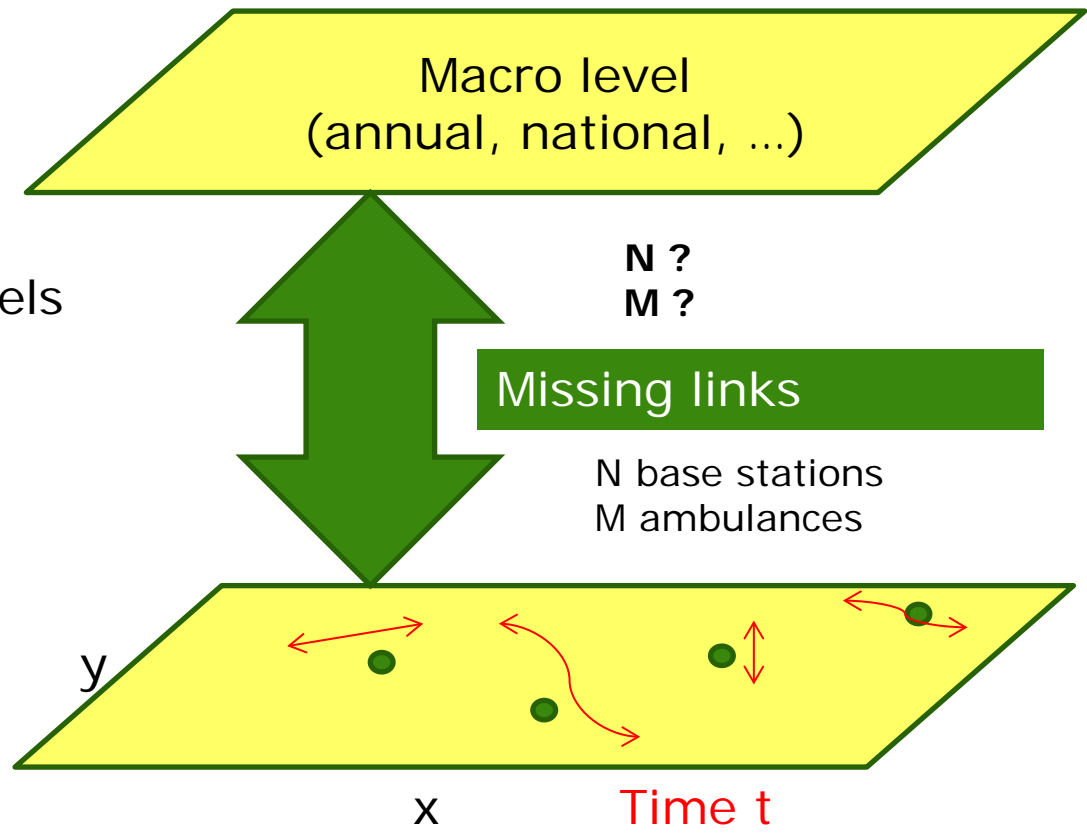 Macro level
(annual, national, ...)
N ?
M ?
els
Missing links
N base stations
M ambulances
y
x
Time t